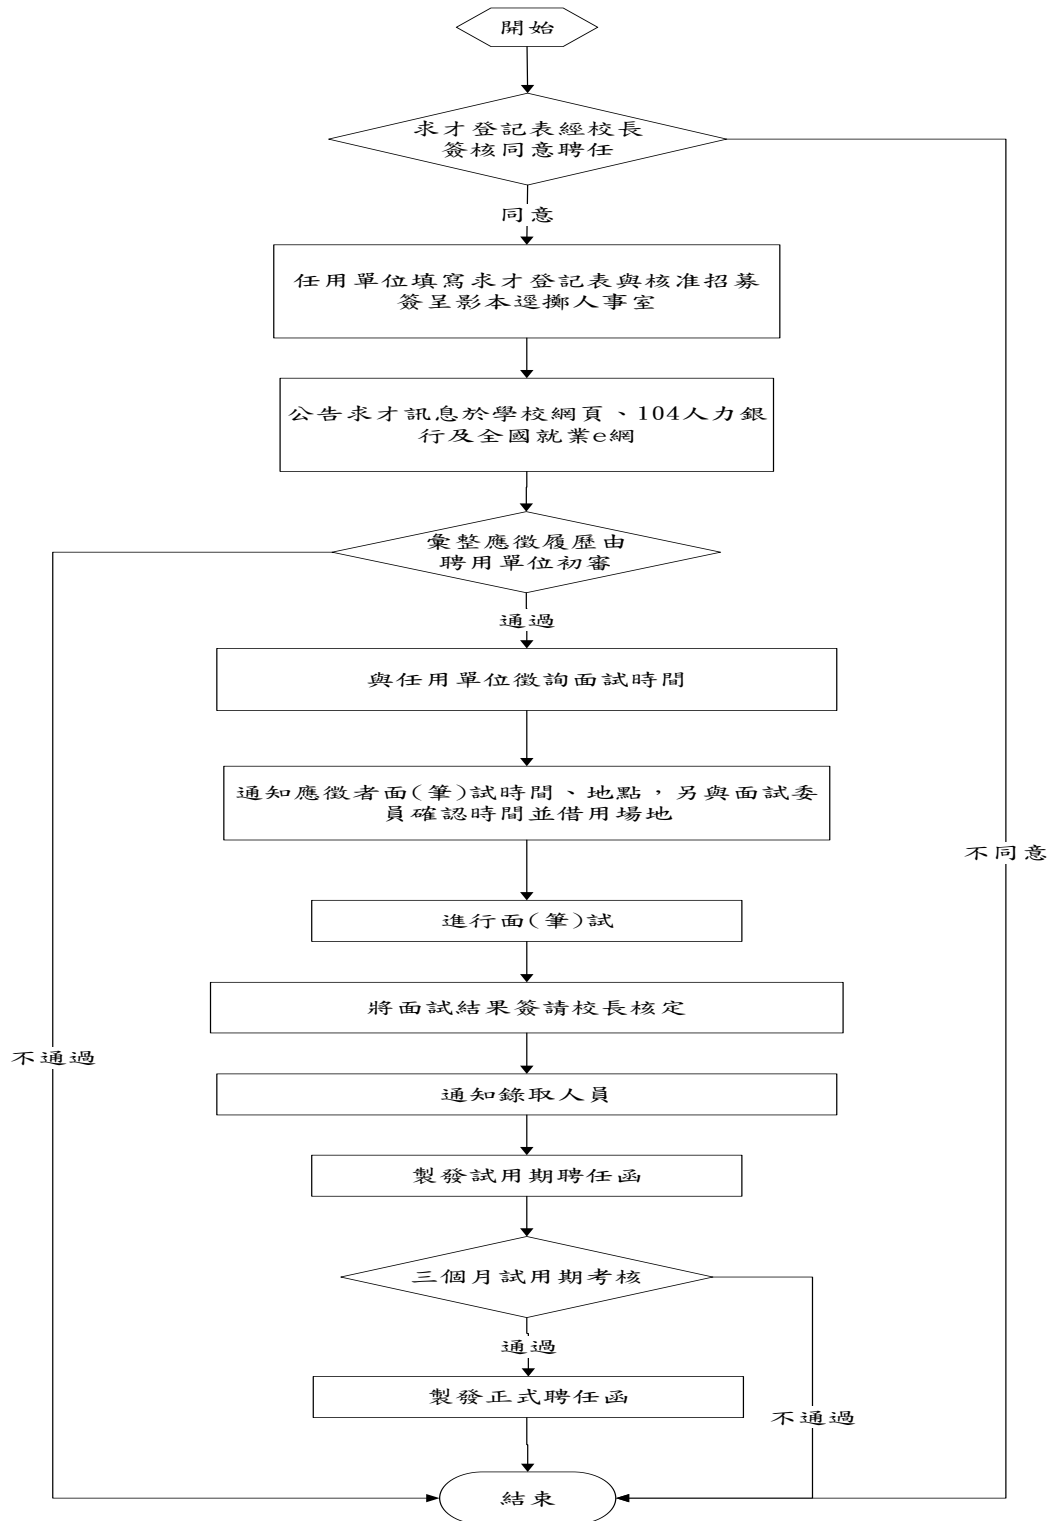 開始
求才登記表經校長
簽核同意聘任
同意
任用單位填寫求才登記表與核准招募
簽呈影本逕擲人事室
公告求才訊息於學校網頁、104人力銀
行及全國就業e網
彙整應徵履歷由
聘用單位初審
通過
與任用單位徵詢面試時間
通知應徵者面(筆)試時間、地點，另與面試委
員確認時間並借用場地
不同意
進行面(筆)試
將面試結果簽請校長核定
不通過
通知錄取人員
製發試用期聘任函
三個月試用期考核
通過
製發正式聘任函
不通過
結束